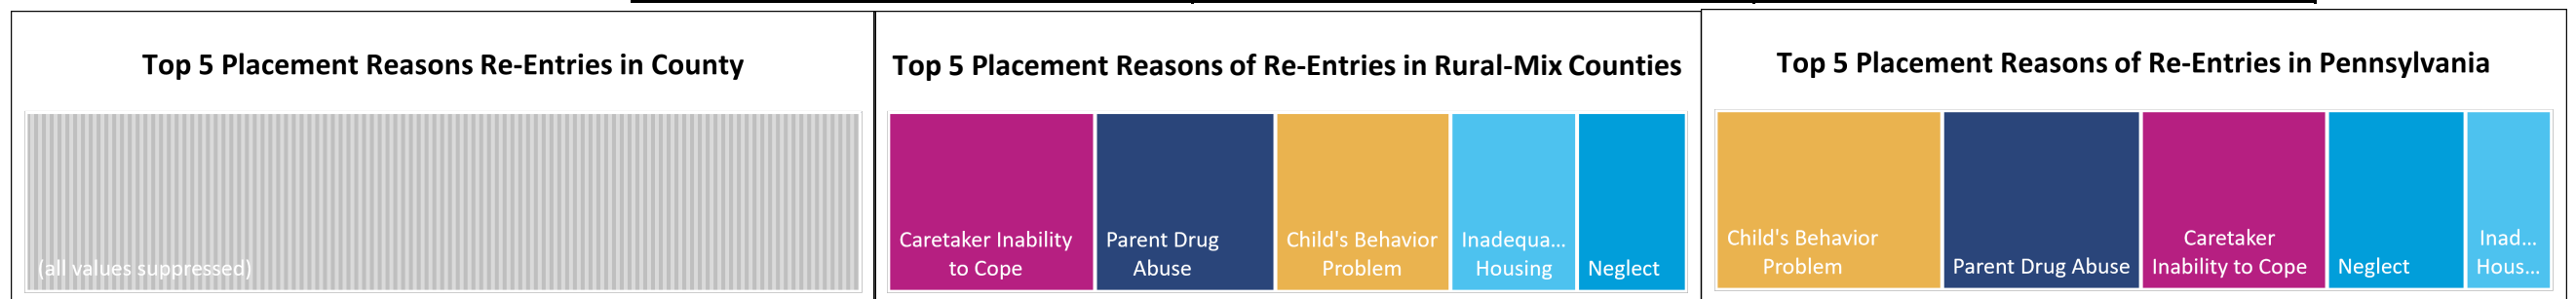 Top 5 Placement Reasons Re-Entries in County
(all values suppressed)
Top 5 Placement Reasons of Re-Entries in Rural-Mix Counties
Caretaker Inability
to Cope
Parent Drug
Abuse
Child's Behavior
Problem
Inadequa...
Housing
Neglect
Top 5 Placement Reasons of Re-Entries in Pennsylvania
Child's Behavior
Problem
Parent Drug Abuse
Caretaker
Inability to Cope
Neglect
Inad...
Hous...